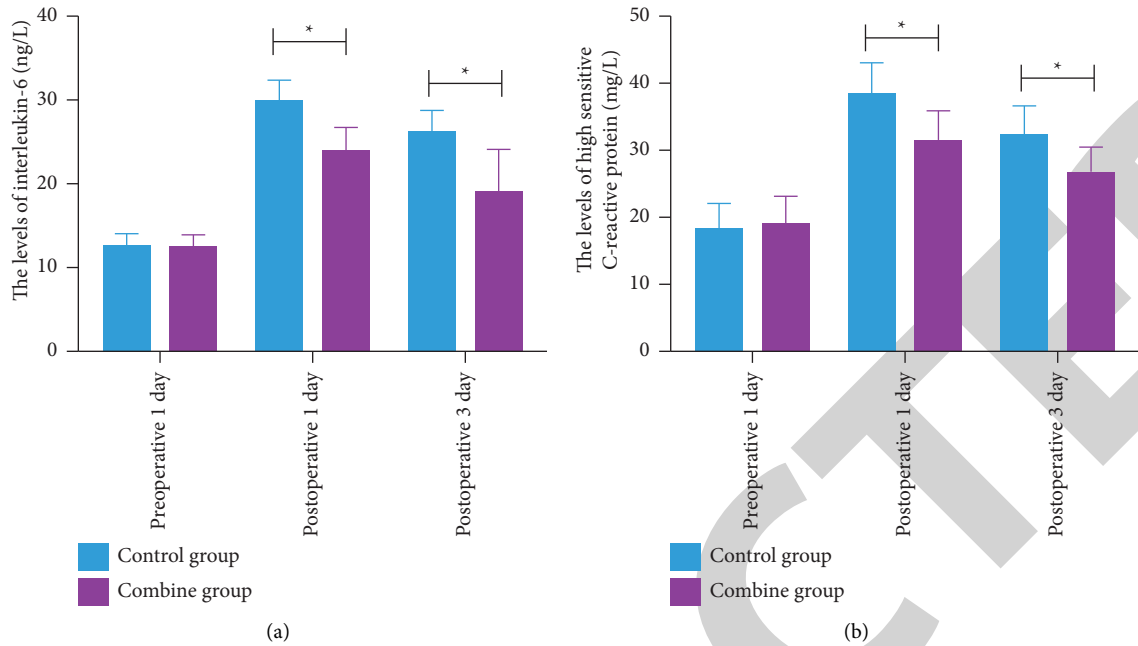 The levels of interleukin-6 (ng/L)
40
30
20
10
0
*
*
Preoperative 1 day
Postoperative 1 day
Postoperative 3 day
Control group
Combine group
(a)
The levels of high sensitive
C-reactive protein (mg/L)
50
40
30
20
10
0
*
*
Preoperative 1 day
Postoperative 1 day
Postoperative 3 day
Control group
Combine group
(b)
CTE